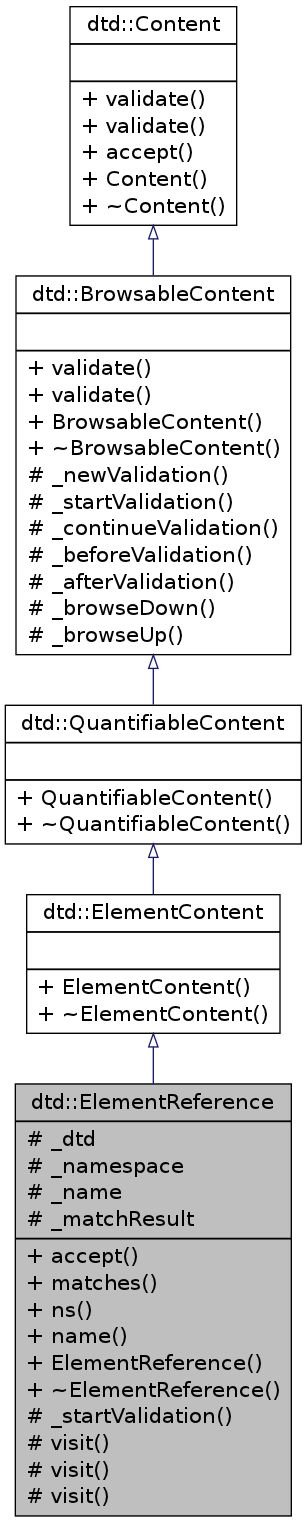 dtd::Content
+ validate()
+ validate()
+ accept()
+ Content()
+ ~Content()
dtd::BrowsableContent
+ validate()
+ validate()
+ BrowsableContent()
+ ~BrowsableContent()
# _newValidation()
# _startValidation()
# _continueValidation()
# _beforeValidation()
# _afterValidation()
# _browseDown()
# _browseUp()
dtd::QuantifiableContent
+ QuantifiableContent()
+ ~QuantifiableContent()
dtd::ElementContent
+ ElementContent()
+ ~ElementContent()
dtd::ElementReference
# _dtd
# _namespace
# _name
# _matchResult
+ accept()
+ matches()
+ ns()
+ name()
+ ElementReference()
+ ~ElementReference()
# _startValidation()
# visit()
# visit()
# visit()